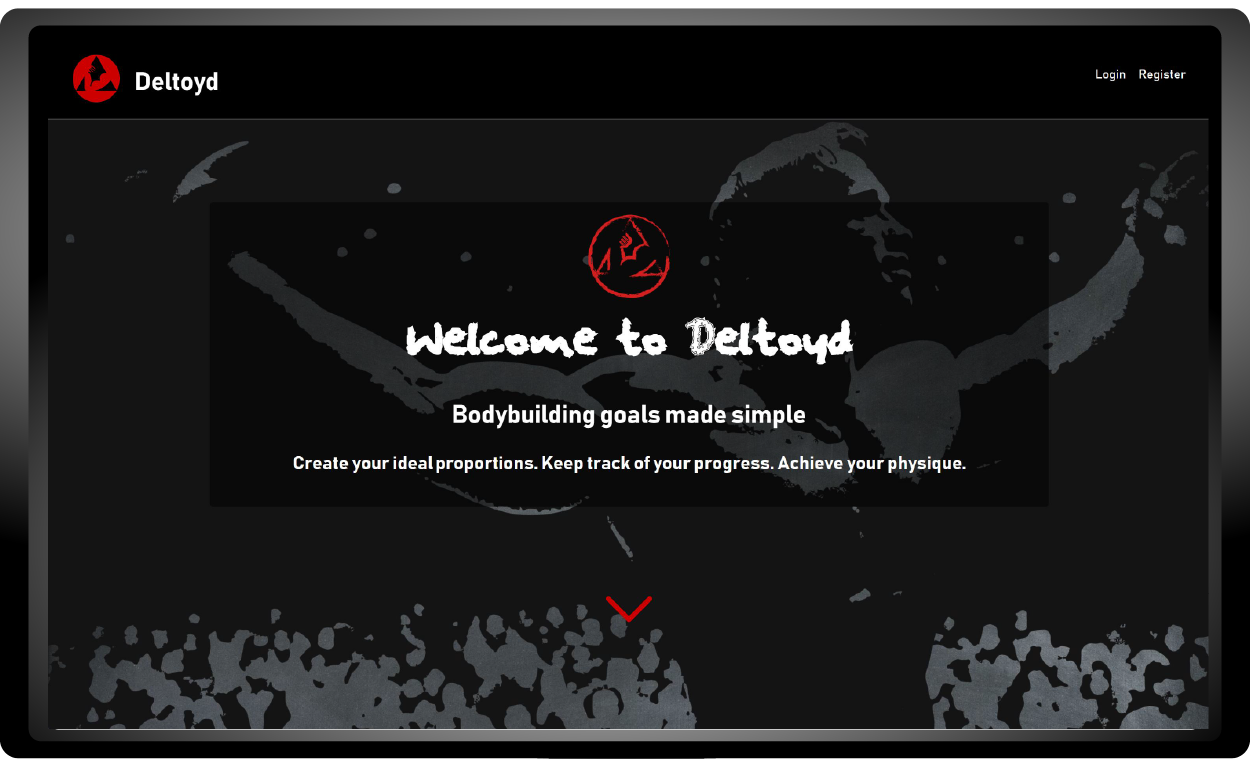 Deltoyd
Login Register
Welcome to Deltoyd
Bodybuilding goals made simple
Create your ideal proportions. Keep track of your progress. Achieve your physique.